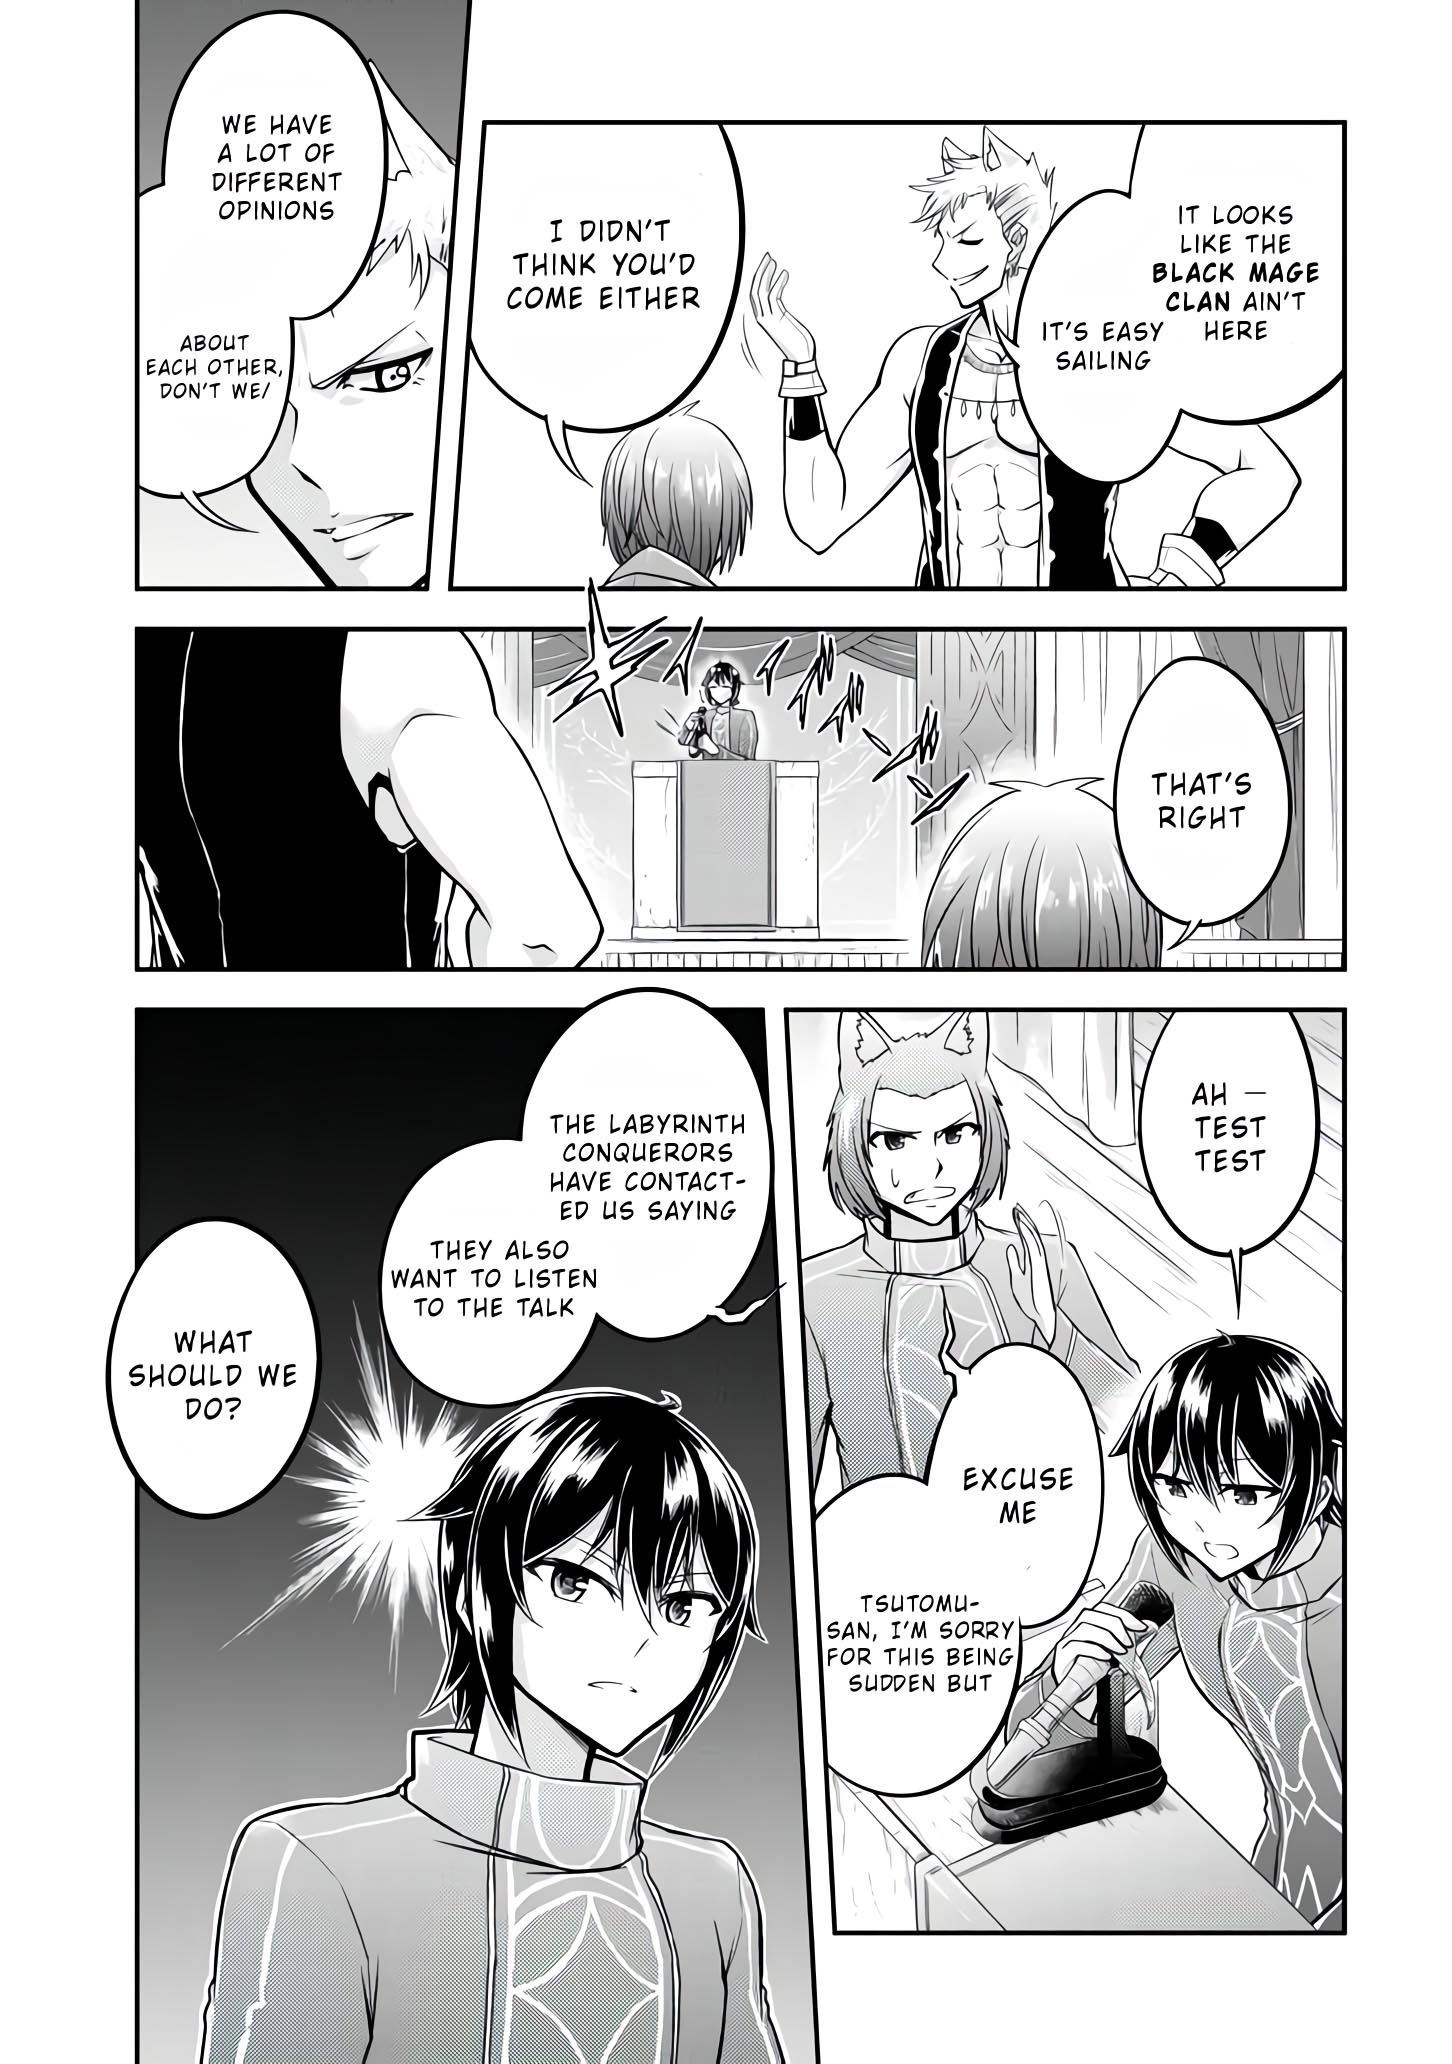 IT LOOKS
LIKE THE
BLACK MAGE
CLAN AIN'T
HERE
IT'S EASY
SAILING
I DIDN'T
THINK YOU'D
COME EITHER
WE HAVE
A LOT OF
DIFFERENT
OPINIONS
ABOUT
EACH OTHER,
DON'T WE/
THAT'S
RIGHT
AH —
TEST
TEST
EXCUSE
ME
TSUTOMU-
SAN, I'M SORRY
FOR THIS BEING
SUDDEN BUT
THE LABYRINTH
CONQUERORS
HAVE CONTACT-
ED US SAYING
THEY ALSO
WANT TO LISTEN
TO THE TALK
WHAT
SHOULD WE
DO?